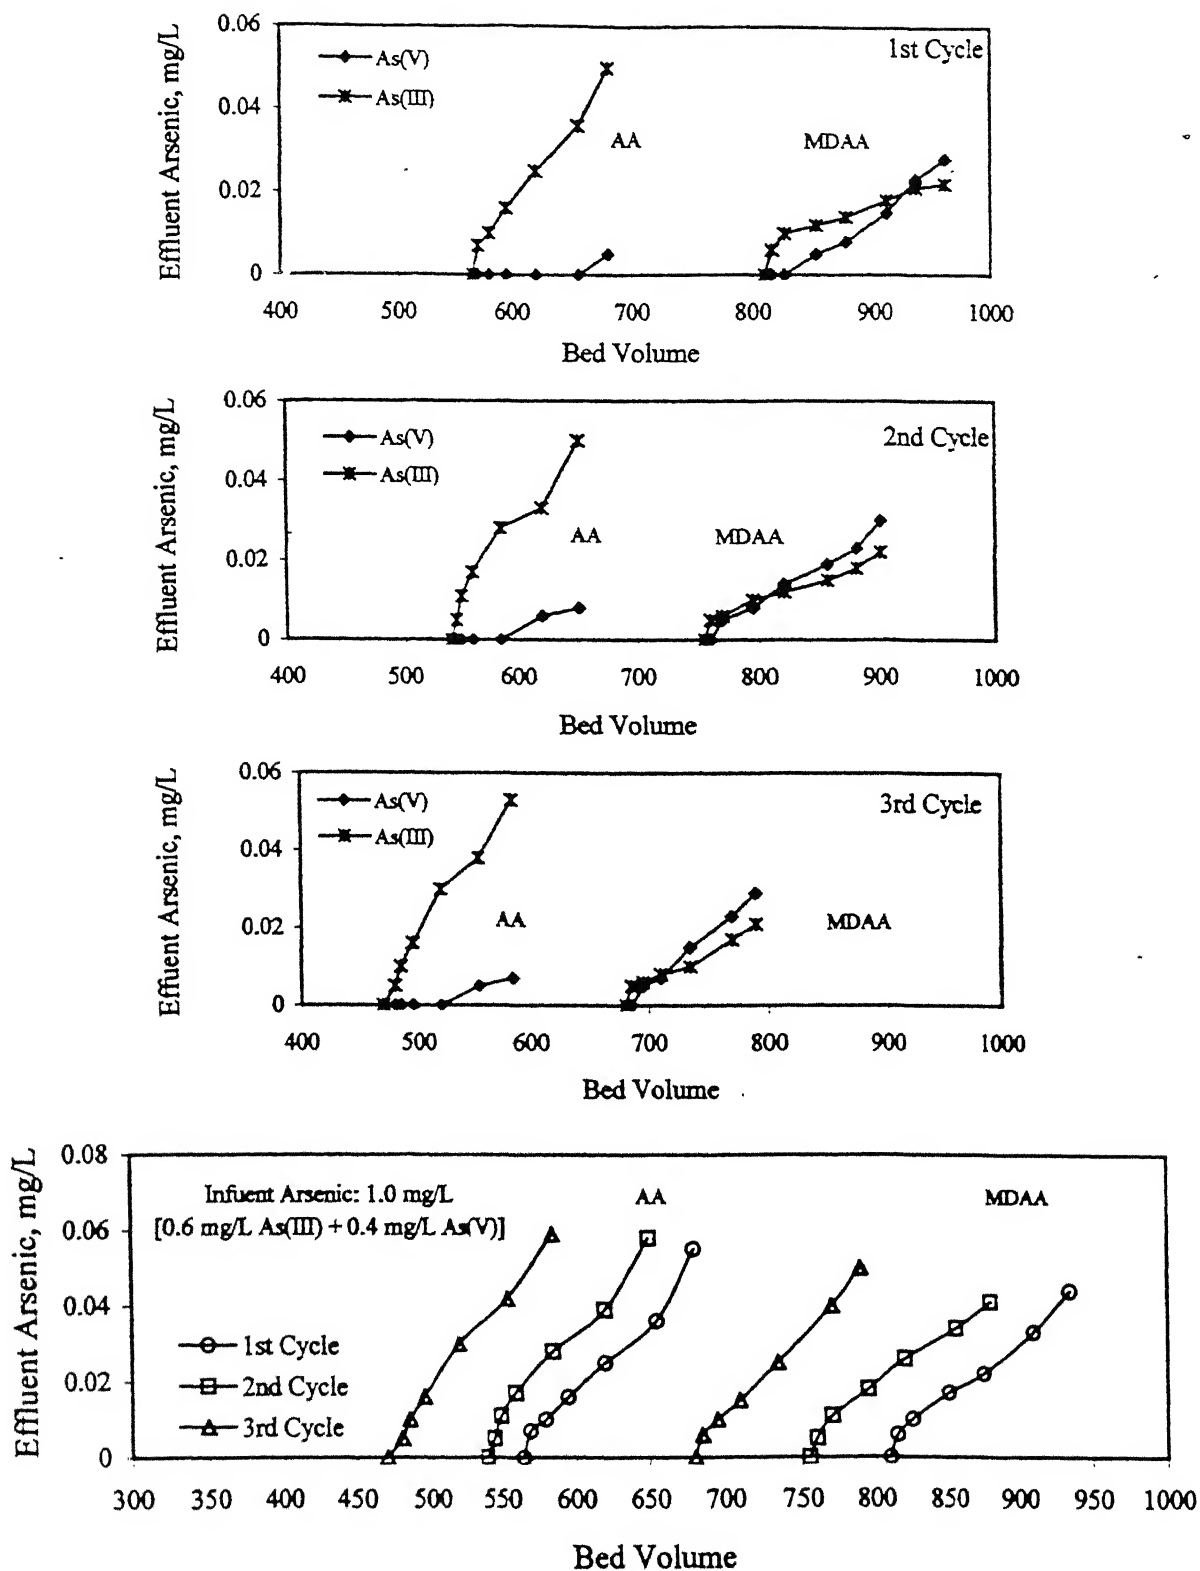 0.06
1st Cycle
As(V)
As(III)
0.04
AA
MDAA
0.02
0
400 500 600 700 800 900 1000
Effluent Arsenic, mg/L
Bed Volume
0.06
2nd Cycle
As(V)
As(III)
0.04
AA
MDAA
0.02
0
400 500 600 700 800 900 1000
Effluent Arsenic, mg/L
Bed Volume
0.06
As(V)
3rd Cycle
As(III)
0.04
AA
MDAA
0.02
0
400 500 600 700 800 900 1000
Effuent Arsenic, mg/L
Bed Volume
0.08
Infuent Arsenic: 1.0 mg/L
[0.6 mg/L As(III) + 0.4 mg/L As(V)]
AA
MDAA
0.06
0.04
1st Cycle
2nd Cycle
0.02
3rd Cycle
0
300 350 400 450 500 550 600 650 700 750 800 850 900 950 1000
Effluent Arsenic, mg/L
Bed Volume